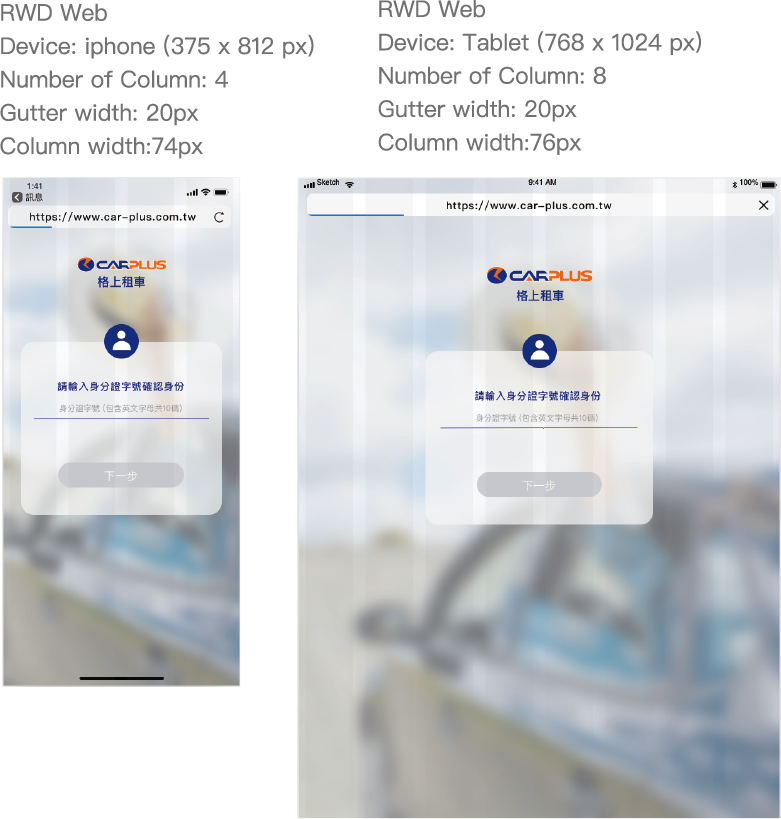 RWD Web
Device: iphone (375 x 812 px)
Number of Column: 4
Gutter width: 20px
Column width:74px
RWD Web
Device: Tablet (768 x 1024 px)
Number of Column: 8
Gutter width: 20px
Column width:76px
1:41
訊息
https://www.car-plus.com.tw
CARPLUS
格上租車
請輸入身分證字號確認身份
身分證字號 (包含英文字母共10碼)
下一步
Sketch
9:41 AM
100%
https://www.car-plus.com.tw
CARPLUS
格上租車
請輸入身分證字號確認身份
身分證字號 (包含英文字母共10碼)
下一步